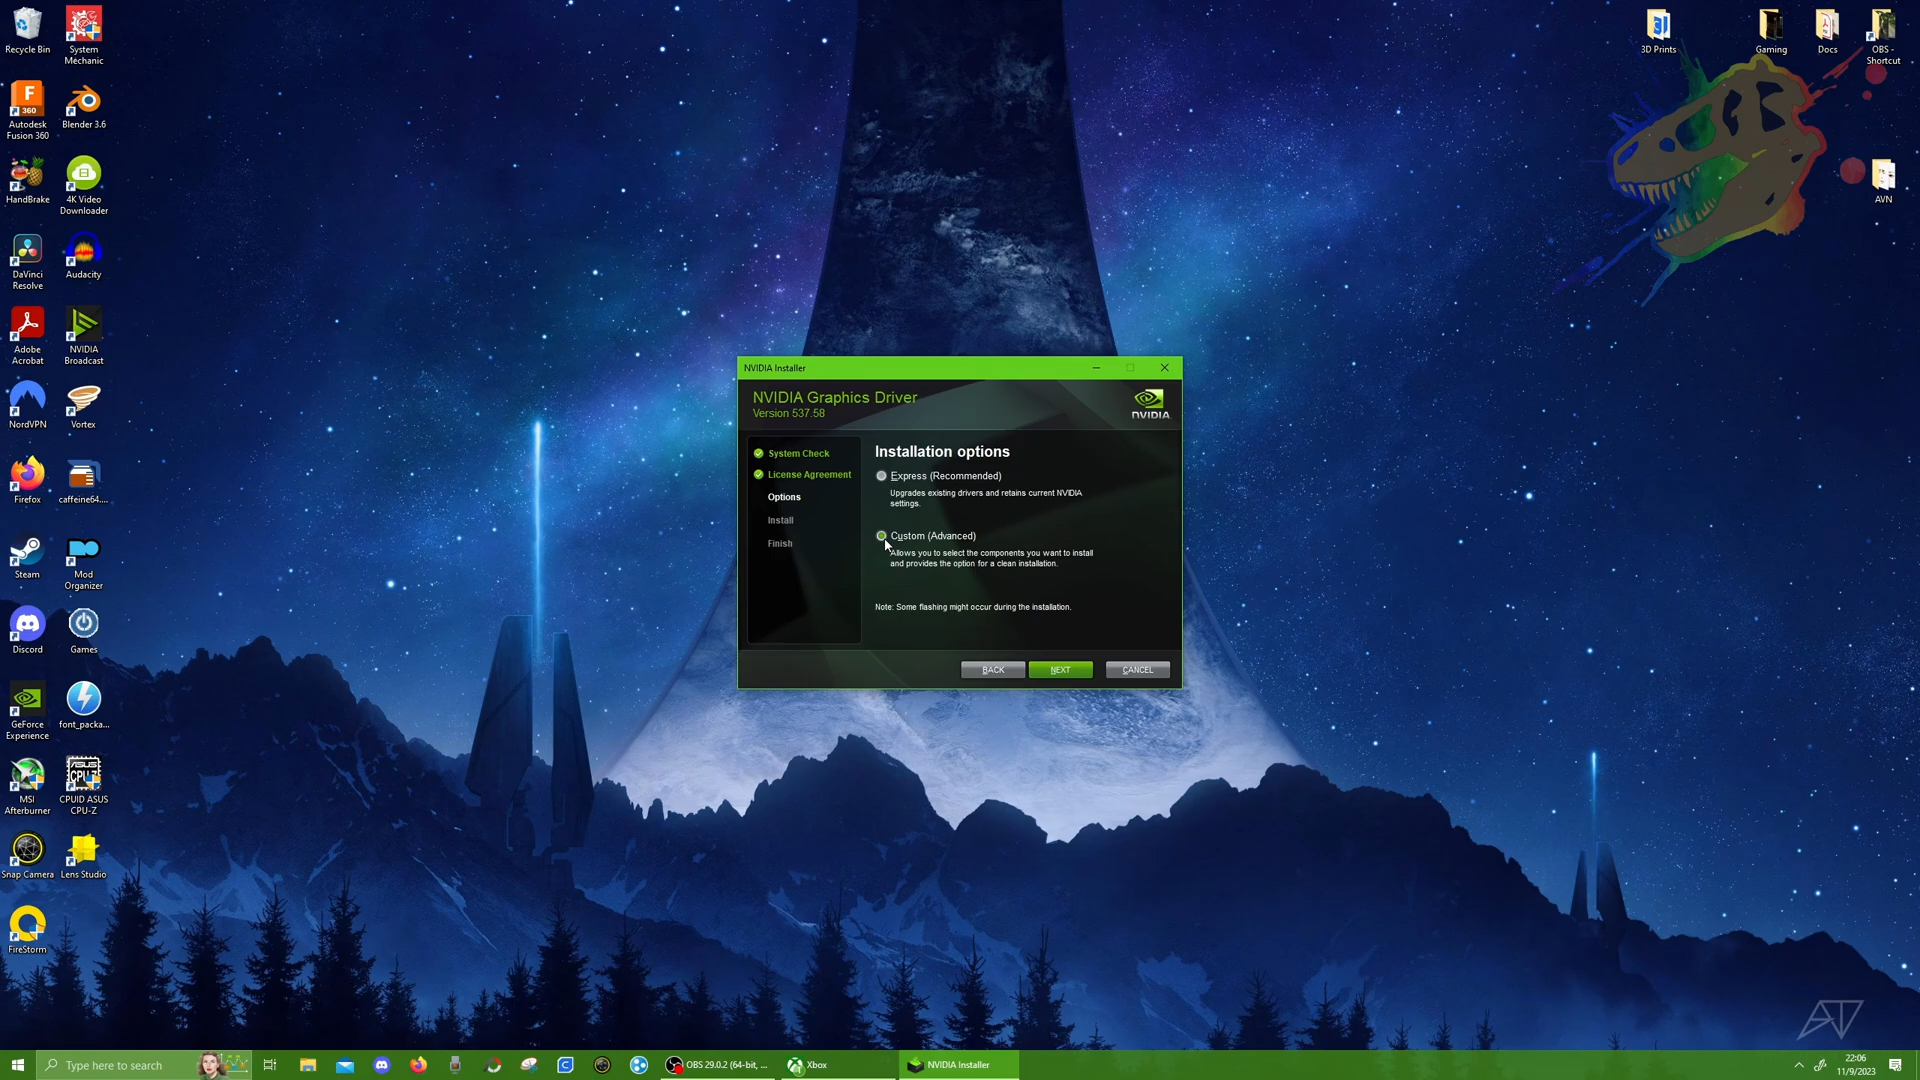 Recycle Bin
System
Mechanic
3D Prints
Gaming
Docs
OBS -
Shortcut
Autodesk
Fusion 360
Blender 3.6
HandBrake
4K Video
Downloader
AVN
DaVinci
Resolve
Audacity
Adobe
Acrobat
NVIDIA
Broadcast
NordVPN
Vortex
Firefox
caffeine64....
Steam
Mod
Organizer
Discord
Games
GeForce
Experience
font_packa...
MSI
Afterburner
CPUID ASUS
CPU-Z
Snap Camera
Lens Studio
FireStorm
NVIDIA Installer
NVIDIA Graphics Driver
Version 537.58
NVIDIA
System Check
License Agreement
Options
Install
Finish
Installation options
Express (Recommended)
Upgrades existing drivers and retains current NVIDIA
settings.
Custom (Advanced)
Allows you to select the components you want to install
and provides the option for a clean installation.
Note: Some flashing might occur during the installation.
BACK
NEXT
CANCEL
Type here to search
OBS 29.0.2 (64-bit, ...
Xbox
NVIDIA Installer
22:06
11/9/2023